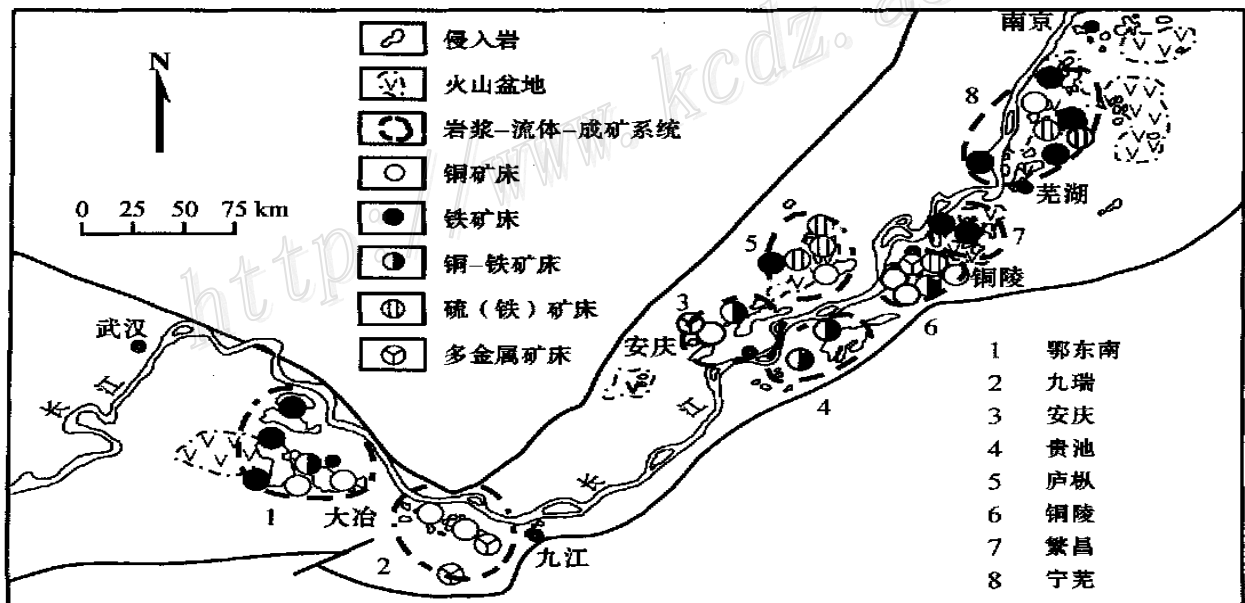 N
0 25 50 75 km
侵入岩
火山盆地
岩浆-流体-成矿系统
铜矿床
铁矿床
铜-铁矿床
硫（铁）矿床
多金属矿床
南京
8
芜湖
5
7
铜陵
3
安庆
6
4
武汉
长
江
江
长
1
大冶
2
九江
1 鄂东南
2 九瑞
3 安庆
4 贵池
5 庐枞
6 铜陵
7 繁昌
8 宁芜
http://www.kcdz.ac